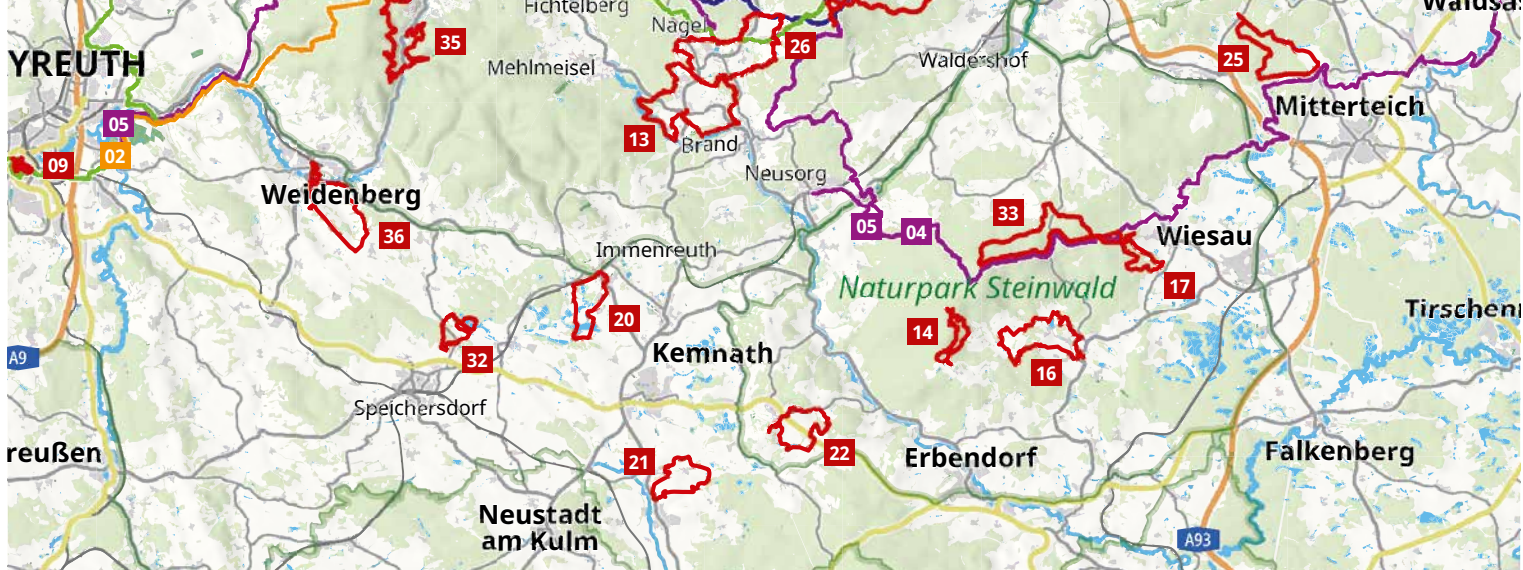 Fichtelberg
Nagel
Waldsas
35
26
25
YREUTH
Mehlmeisel
Waldershof
Mitterteich
05
13
Brand
02
09
Neusorg
Weidenberg
33
05
04
36
Immenreuth
Wiesau
Naturpark Steinwald
17
20
14
Tirschenr
A9
32
Kemnath
16
Speichersdorf
reußen
22
21
Erbendorf
Falkenberg
Neustadt
am Kulm
A93